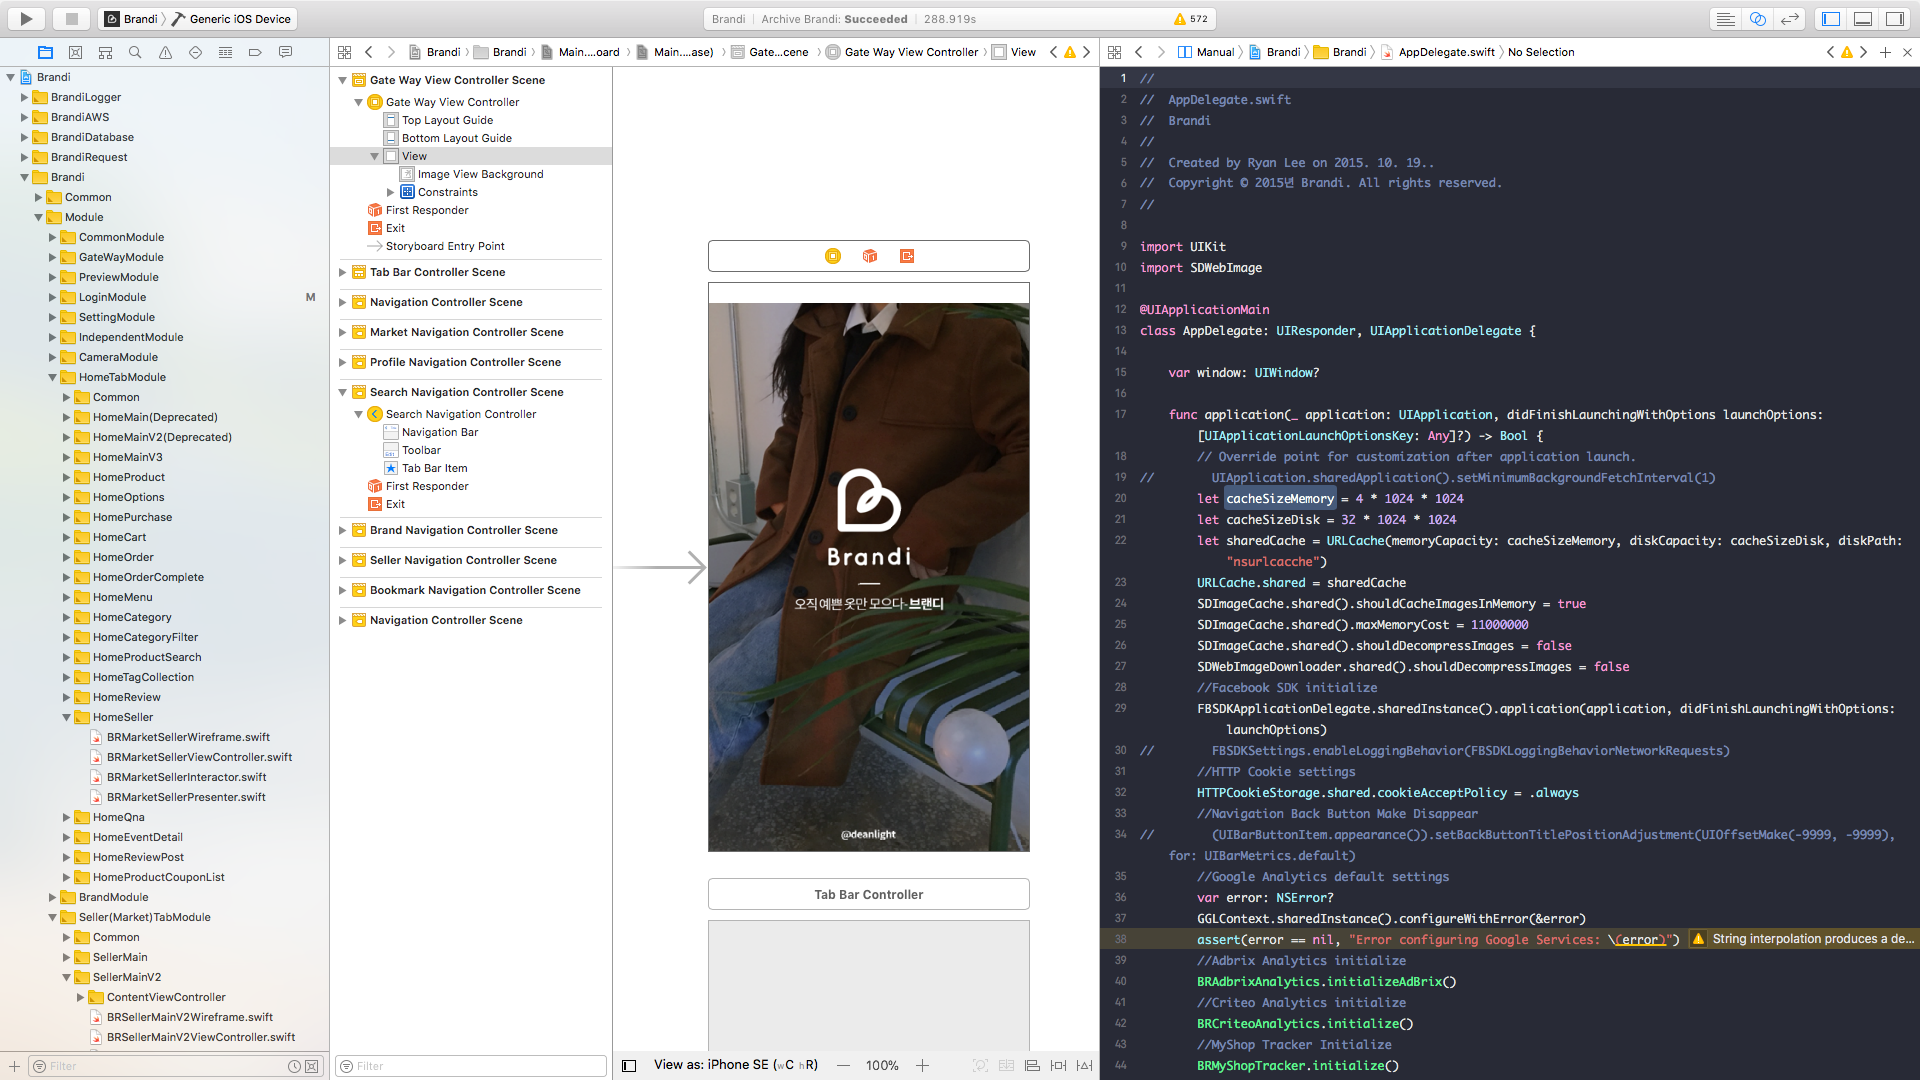 Brandi
Generic iOS Device
Brandi
Archive Brandi: Succeeded
288.919s
572
Brandi
Brandi
Main....oard
Main....ase)
Gate...cene
Gate Way View Controller
View
Manual
Brandi
Brandi
AppDelegate.swift
No Selection
Brandi
BrandiLogger
BrandiAWS
BrandiDatabase
BrandiRequest
Brandi
Common
Module
CommonModule
GateWayModule
PreviewModule
LoginModule
M
SettingModule
IndependentModule
CameraModule
HomeTabModule
Common
HomeMain(Deprecated)
HomeMainV2(Deprecated)
HomeMainV3
HomeProduct
HomeOptions
HomePurchase
HomeCart
HomeOrder
HomeOrderComplete
HomeMenu
HomeCategory
HomeCategoryFilter
HomeProductSearch
HomeTagCollection
HomeReview
HomeSeller
BRMarketSellerWireframe.swift
BRMarketSellerViewController.swift
BRMarketSellerInteractor.swift
BRMarketSellerPresenter.swift
HomeQna
HomeEventDetail
HomeReviewPost
HomeProductCouponList
BrandModule
Seller(Market)TabModule
Common
SellerMain
SellerMainV2
ContentViewController
BRSellerMainV2Wireframe.swift
BRSellerMainV2ViewController.swift
Filter
Gate Way View Controller Scene
Gate Way View Controller
Top Layout Guide
Bottom Layout Guide
View
Image View Background
Constraints
First Responder
Exit
Storyboard Entry Point
Tab Bar Controller Scene
Navigation Controller Scene
Market Navigation Controller Scene
Profile Navigation Controller Scene
Search Navigation Controller Scene
Search Navigation Controller
Navigation Bar
Toolbar
Tab Bar Item
First Responder
Exit
Brand Navigation Controller Scene
Seller Navigation Controller Scene
Bookmark Navigation Controller Scene
Navigation Controller Scene
Filter
Brandi
오직 예쁜 옷만 모으다-브랜디
@deanlight
Tab Bar Controller
View as: iPhone SE (wC hR)
100%
1 //
2 // AppDelegate.swift
3 // Brandi
4 //
5 // Created by Ryan Lee on 2015. 10. 19..
6 // Copyright © 2015년 Brandi. All rights reserved.
7 //
8
9 import UIKit
10 import SDWebImage
11
12 @UIApplicationMain
13 class AppDelegate: UIResponder, UIApplicationDelegate {
14
15 var window: UIWindow?
16
17 func application(_ application: UIApplication, didFinishLaunchingWithOptions launchOptions:
[UIApplicationLaunchOptionsKey: Any]?) -> Bool {
18 // Override point for customization after application launch.
19 // UIApplication.sharedApplication().setMinimumBackgroundFetchInterval(1)
20 let cacheSizeMemory = 4 * 1024 * 1024
21 let cacheSizeDisk = 32 * 1024 * 1024
22 let sharedCache = URLCache(memoryCapacity: cacheSizeMemory, diskCapacity: cacheSizeDisk, diskPath:
"nsurlcacche")
23 URLCache.shared = sharedCache
24 SDImageCache.shared().shouldCacheImagesInMemory = true
25 SDImageCache.shared().maxMemoryCost = 11000000
26 SDImageCache.shared().shouldDecompressImages = false
27 SDWebImageDownloader.shared().shouldDecompressImages = false
28 //Facebook SDK initialize
29 FBSDKApplicationDelegate.sharedInstance().application(application, didFinishLaunchingWithOptions:
launchOptions)
30 // FBSDKSettings.enableLoggingBehavior(FBSDKLoggingBehaviorNetworkRequests)
31 //HTTP Cookie settings
32 HTTPCookieStorage.shared.cookieAcceptPolicy = .always
33 //Navigation Back Button Make Disappear
34 // (UIBarButtonItem.appearance()).setBackButtonTitlePositionAdjustment(UIOffsetMake(-9999, -9999),
for: UIBarMetrics.default)
35 //Google Analytics default settings
36 var error: NSError?
37 GGLContext.sharedInstance().configureWithError(&error)
38 assert(error == nil, "Error configuring Google Services: \(error)") String interpolation produces a de...
39 //Adbrix Analytics initialize
40 BRAdbrixAnalytics.initializeAdBrix()
41 //Criteo Analytics initialize
42 BRCriteoAnalytics.initialize()
43 //MyShop Tracker Initialize
44 BRMyShopTracker.initialize()